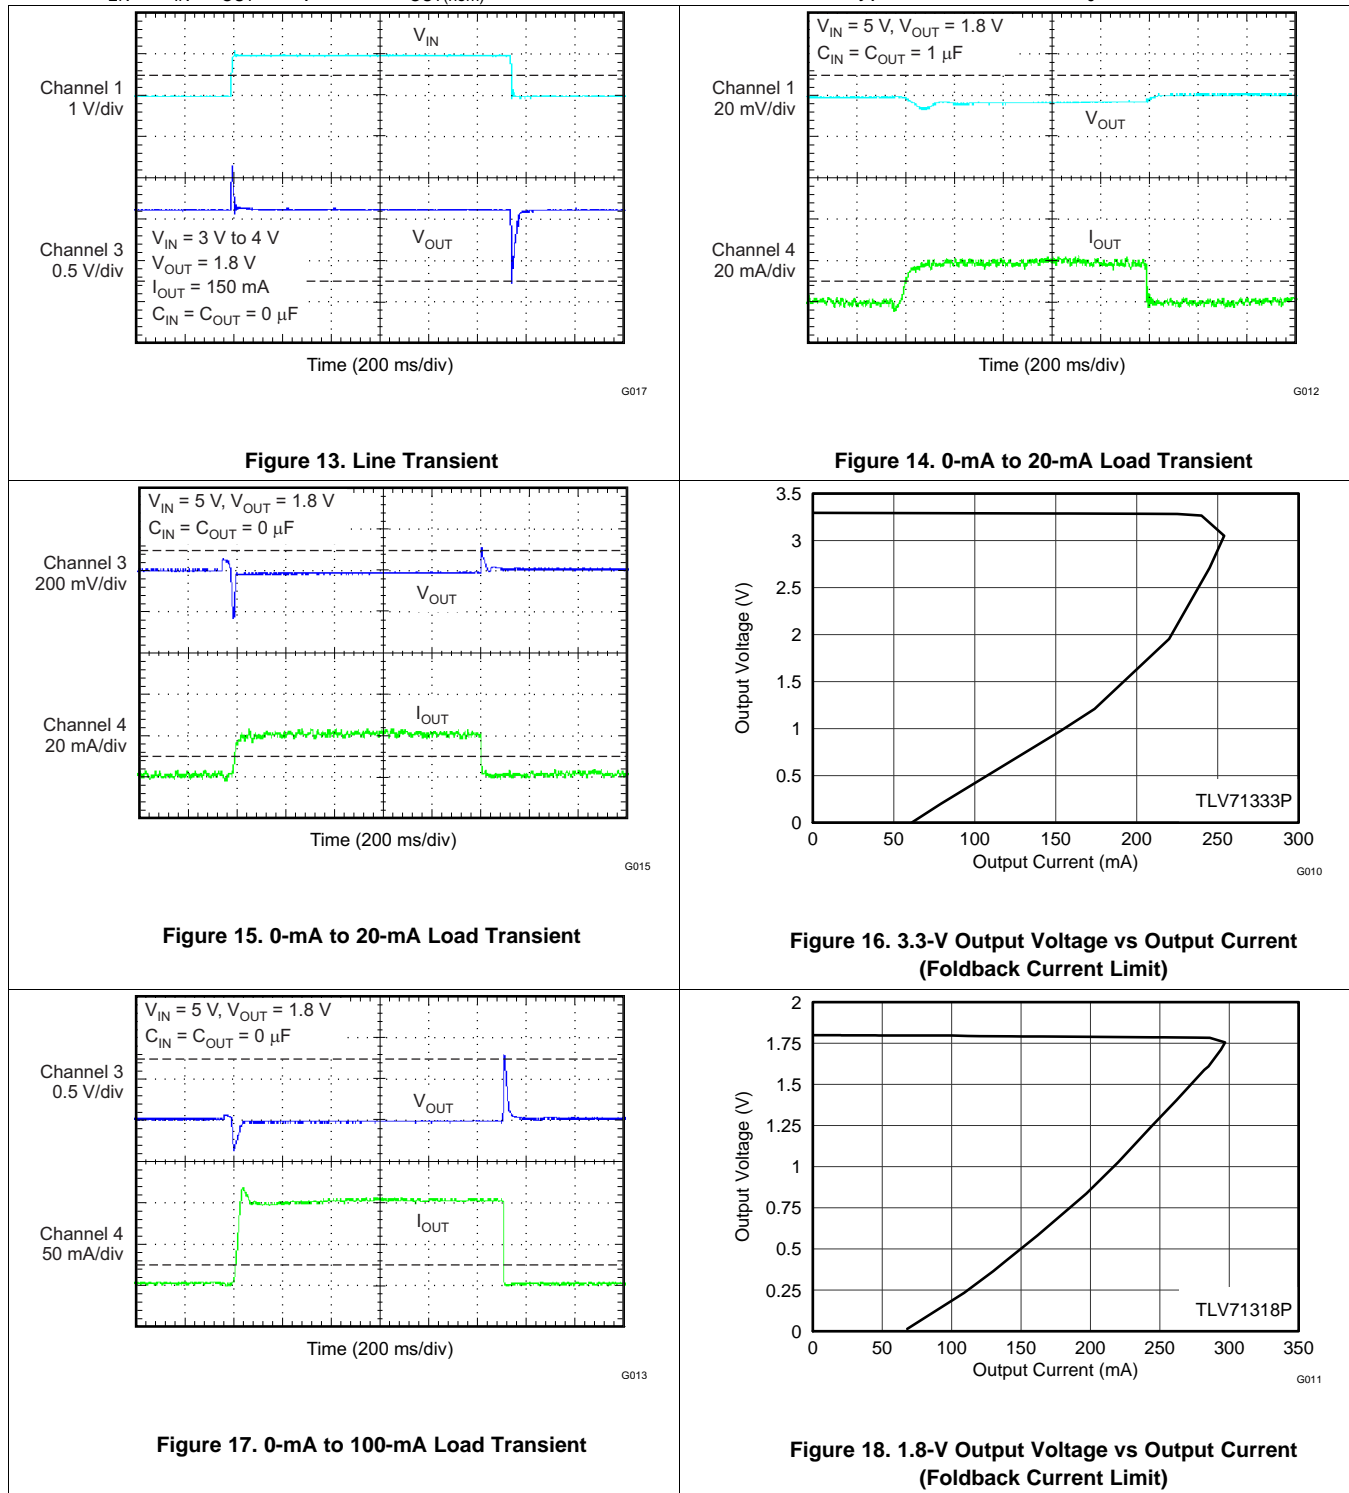 V_IN
Channel 1
1 V/div
Channel 3
0.5 V/div
V_IN = 3 V to 4 V
V_OUT = 1.8 V
I_OUT = 150 mA
C_IN = C_OUT = 0 μF
V_OUT
Time (200 ms/div)
G017
Figure 13. Line Transient
V_IN = 5 V, V_OUT = 1.8 V
C_IN = C_OUT = 1 μF
Channel 1
20 mV/div
V_OUT
Channel 4
20 mA/div
I_OUT
Time (200 ms/div)
G012
Figure 14. 0-mA to 20-mA Load Transient
V_IN = 5 V, V_OUT = 1.8 V
C_IN = C_OUT = 0 μF
Channel 3
200 mV/div
V_OUT
Channel 4
20 mA/div
I_OUT
Time (200 ms/div)
G015
Figure 15. 0-mA to 20-mA Load Transient
3.5
3
2.5
2
1.5
1
0.5
0
Output Voltage (V)
TLV71333P
0 50 100 150 200 250 300
Output Current (mA)
G010
Figure 16. 3.3-V Output Voltage vs Output Current
(Foldback Current Limit)
V_IN = 5 V, V_OUT = 1.8 V
C_IN = C_OUT = 0 μF
Channel 3
0.5 V/div
V_OUT
Channel 4
50 mA/div
I_OUT
Time (200 ms/div)
G013
Figure 17. 0-mA to 100-mA Load Transient
2
1.75
1.5
1.25
1
0.75
0.5
0.25
0
Output Voltage (V)
TLV71318P
0 50 100 150 200 250 300 350
Output Current (mA)
G011
Figure 18. 1.8-V Output Voltage vs Output Current
(Foldback Current Limit)